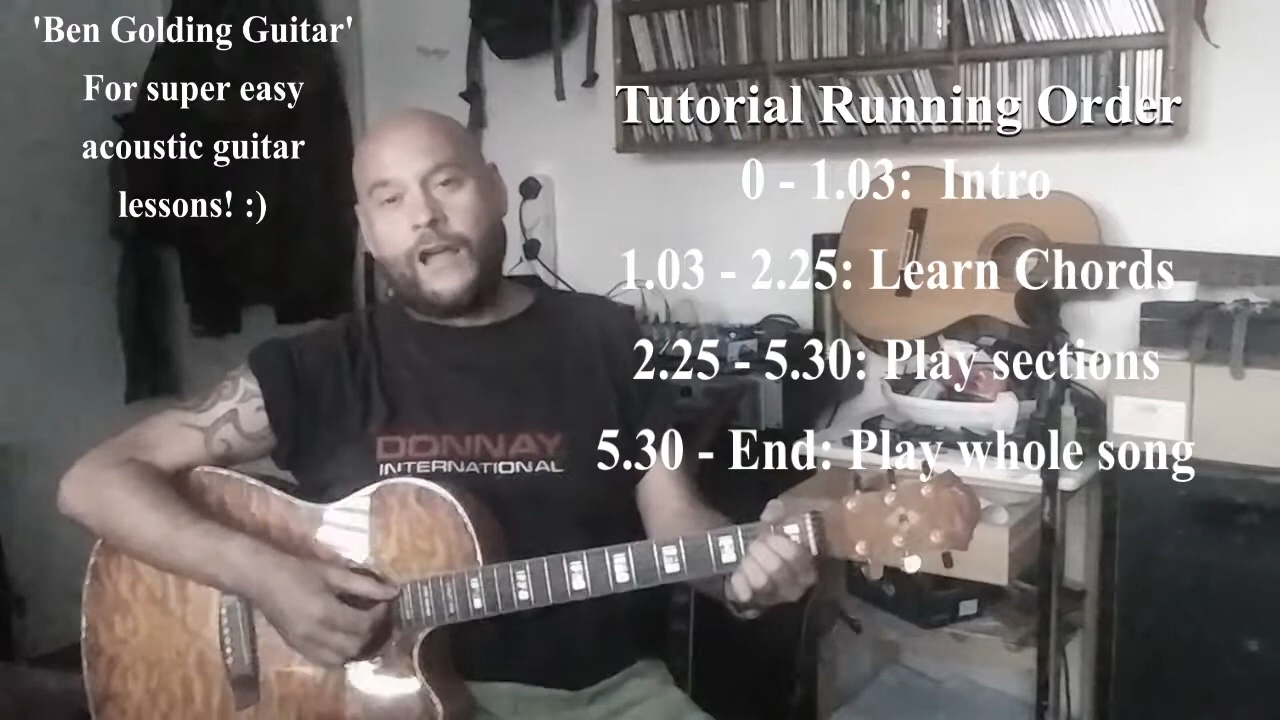 'Ben Golding Guitar'
For super easy
acoustic guitar
lessons! :)
Tutorial Running Order
0 - 1.03: Intro
1.03 - 2.25: Learn Chords
2.25 - 5.30: Play sections
5.30 - End: Play whole song
DONNAY
INTERNATIONAL